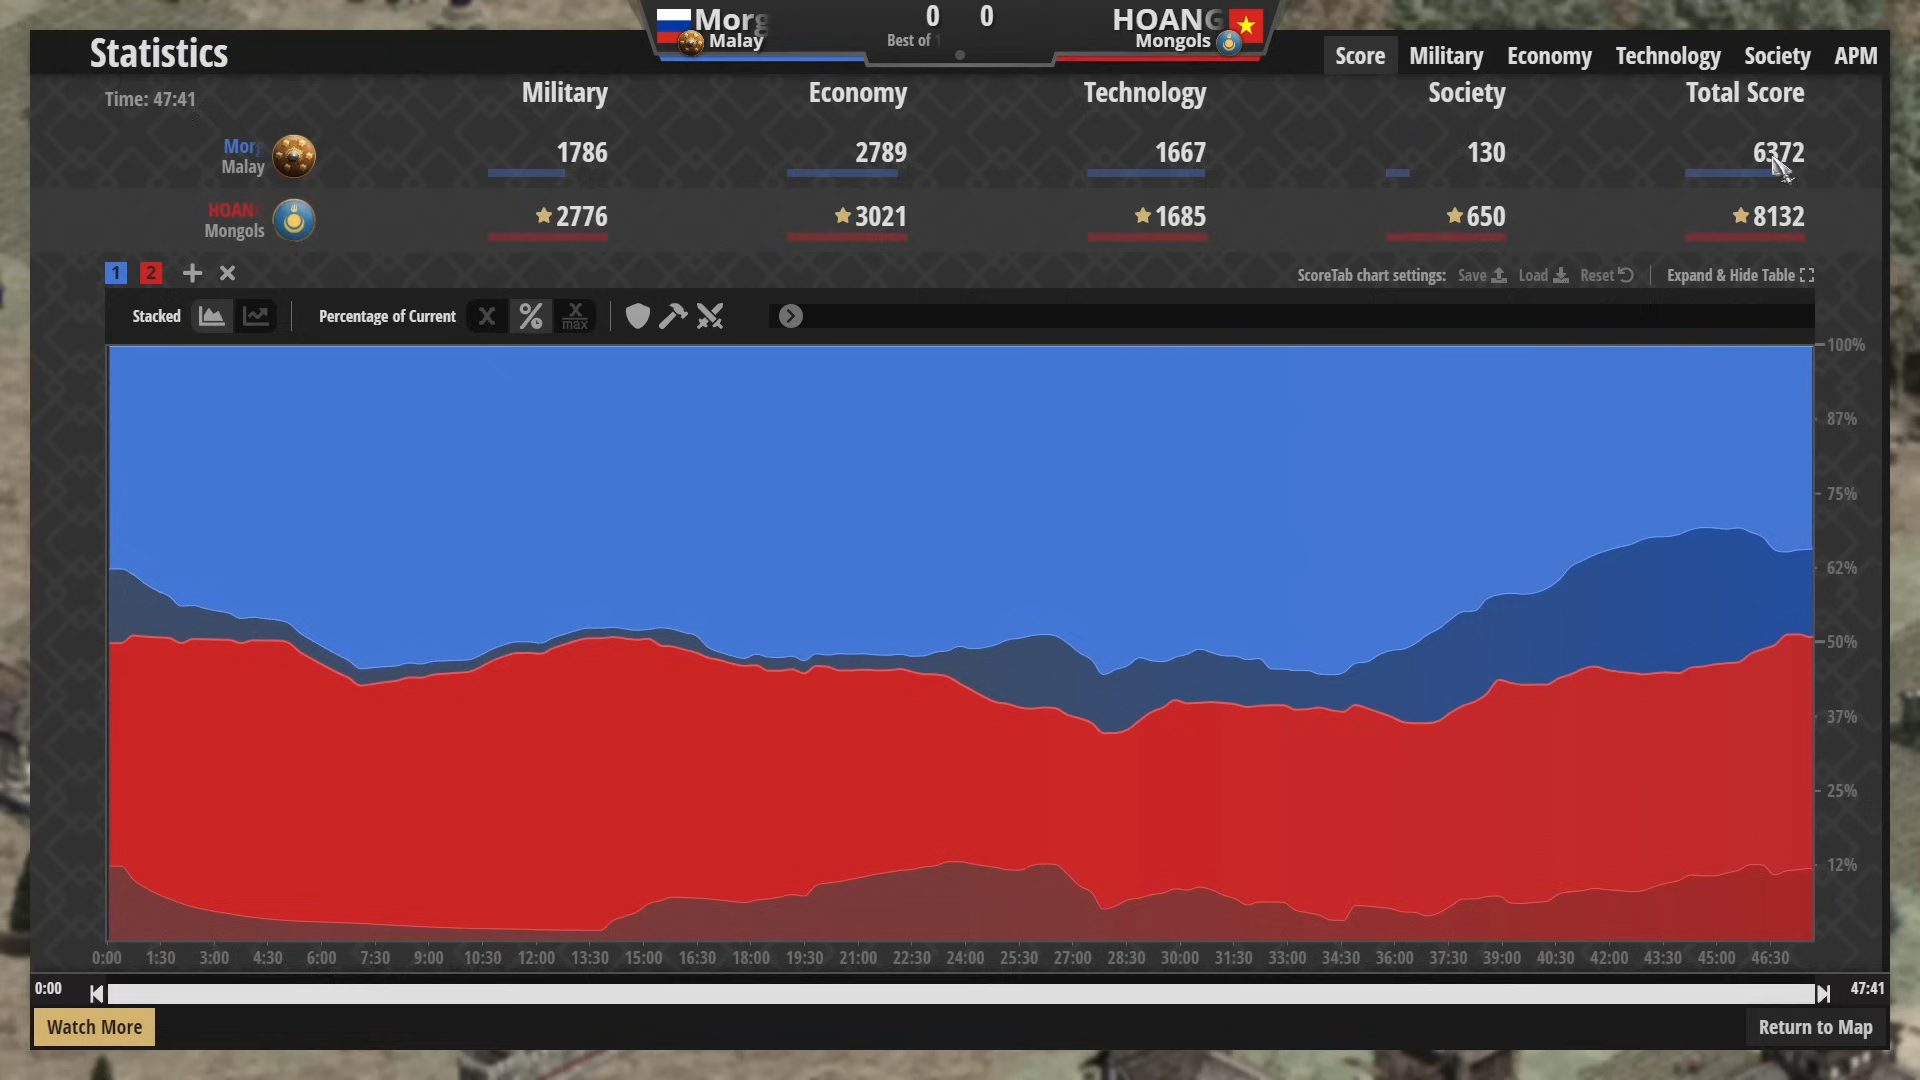 Statistics
Morg
Malay
0 0
Best of 1
HOANG
Mongols
Score Military Economy Technology Society APM
Time: 47:41
Military Economy Technology Society Total Score
Morg
Malay
1786 2789 1667 130 6372
HOAN
Mongols
2776 3021 1685 650 8132
1 2
ScoreTab chart settings: Save Load Reset Expand & Hide Table
Stacked Percentage of Current X % X max
100%
87%
75%
62%
50%
37%
25%
12%
0:00 1:30 3:00 4:30 6:00 7:30 9:00 10:30 12:00 13:30 15:00 16:30 18:00 19:30 21:00 22:30 24:00 25:30 27:00 28:30 30:00 31:30 33:00 34:30 36:00 37:30 39:00 40:30 42:00 43:30 45:00 46:30
0:00 47:41
Watch More Return to Map